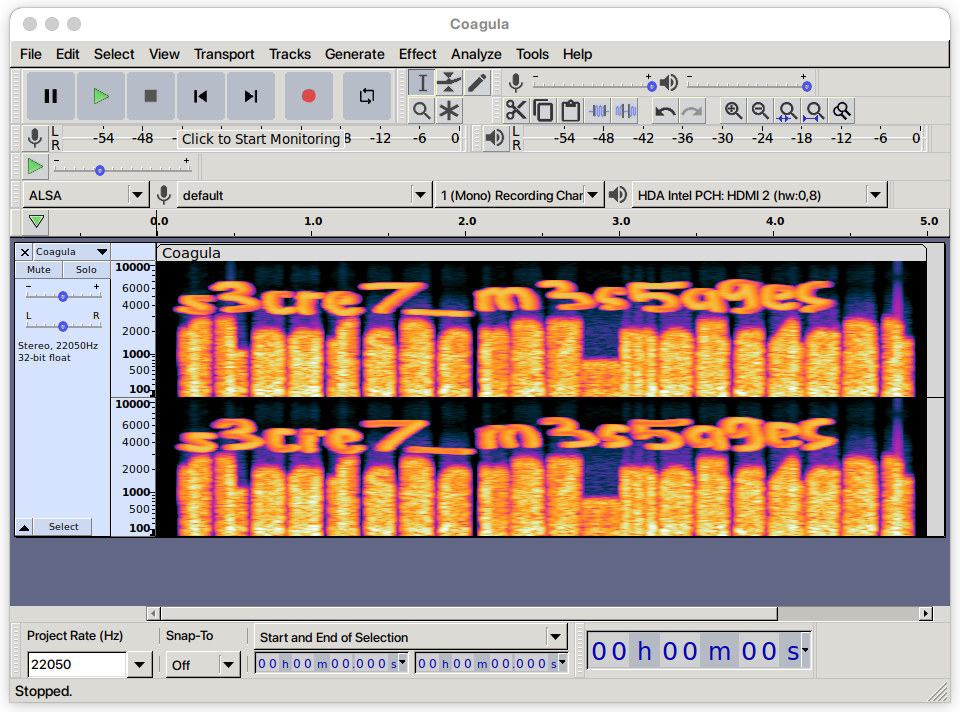 Coagula
File Edit Select View Transport Tracks Generate Effect Analyze Tools Help
- +
- +
L R -54 -48 - Click to Start Monitoring 8 -12 -6 0
L R -54 -48 -42 -36 -30 -24 -18 -12 -6 0
- +
ALSA default 1 (Mono) Recording Char HDA Intel PCH: HDMI 2 (hw:0,8)
0.0 1.0 2.0 3.0 4.0 5.0
Coagula
Coagula
Mute Solo
- +
L R
Stereo, 22050Hz
32-bit float
Select
10000
6000
4000
2000
1000
500
100
10000
6000
4000
2000
1000
500
100
s3cre7_m3s5ages
s3cre7_m3s5ages
Project Rate (Hz) Snap-To Start and End of Selection
22050 Off 00 h 00 m 00.000 s 00 h 00 m 00.000 s
00 h 00 m 00 s
Stopped.